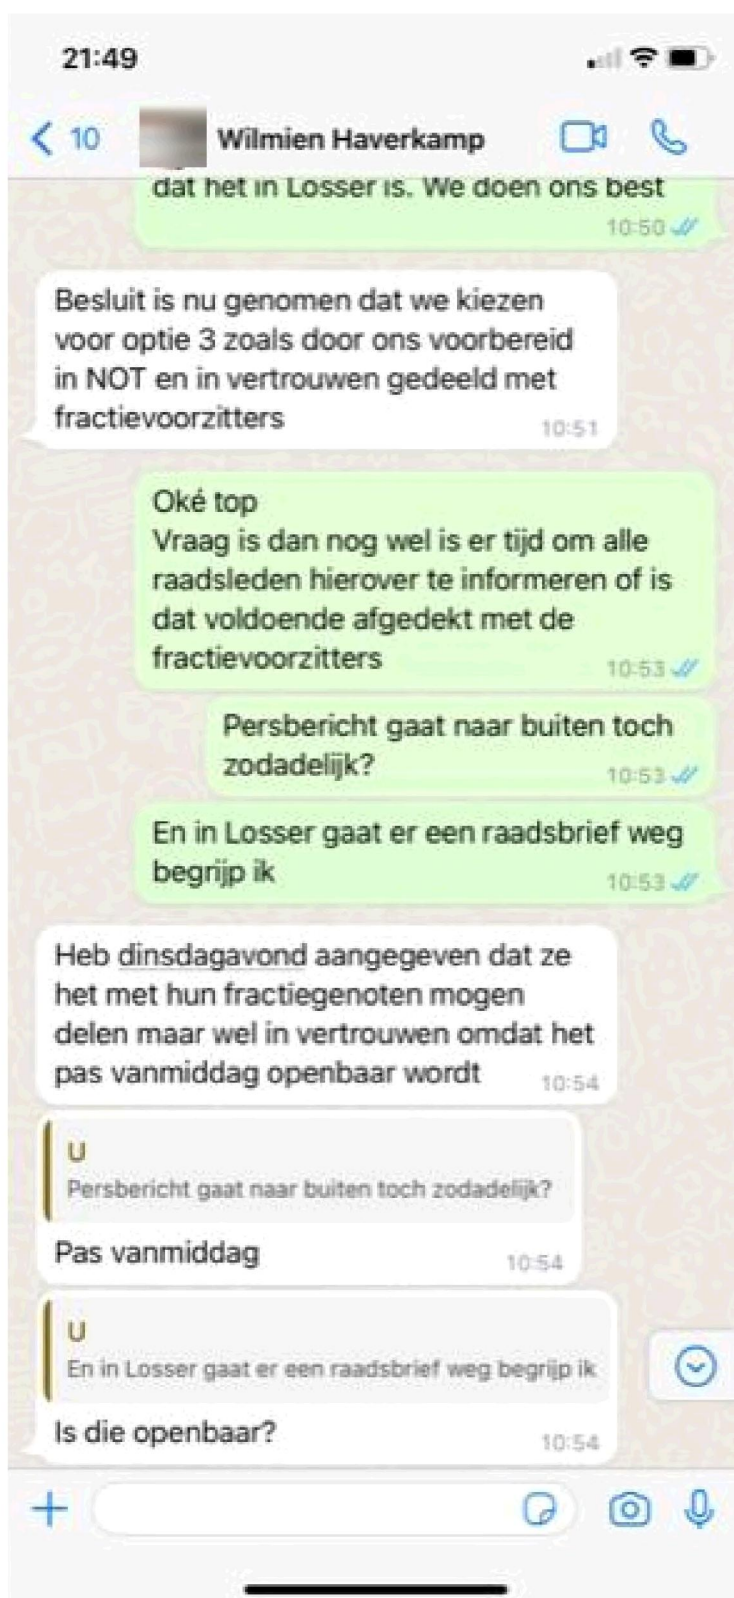 21:49
10
Wilmien Haverkamp
dat het in Losser is. We doen ons best
10:50
Besluit is nu genomen dat we kiezen
voor optie 3 zoals door ons voorbereid
in NOT en in vertrouwen gedeeld met
fractievoorzitters
10:51
Oké top
Vraag is dan nog wel is er tijd om alle
raadsleden hierover te informeren of is
dat voldoende afgedekt met de
fractievoorzitters
10:53
Persbericht gaat naar buiten toch
zodadelijk?
10:53
En in Losser gaat er een raadsbrief weg
begrijp ik
10:53
Heb dinsdagavond aangegeven dat ze
het met hun fractiegenoten mogen
delen maar wel in vertrouwen omdat het
pas vanmiddag openbaar wordt
10:54
U
Persbericht gaat naar buiten toch zodadelijk?
Pas vanmiddag
10:54
U
En in Losser gaat er een raadsbrief weg begrijp ik
Is die openbaar?
10:54